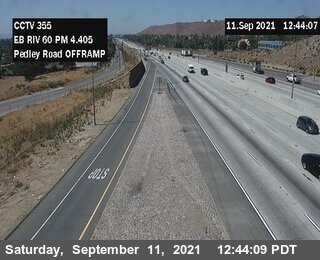 CCTV 355
11.Sep 2021 12:44:07
EB RIV 60 PM 4.405
Pedley Road OFFRAMP
STOP
Saturday, September 11, 2021 12:44:09 PDT